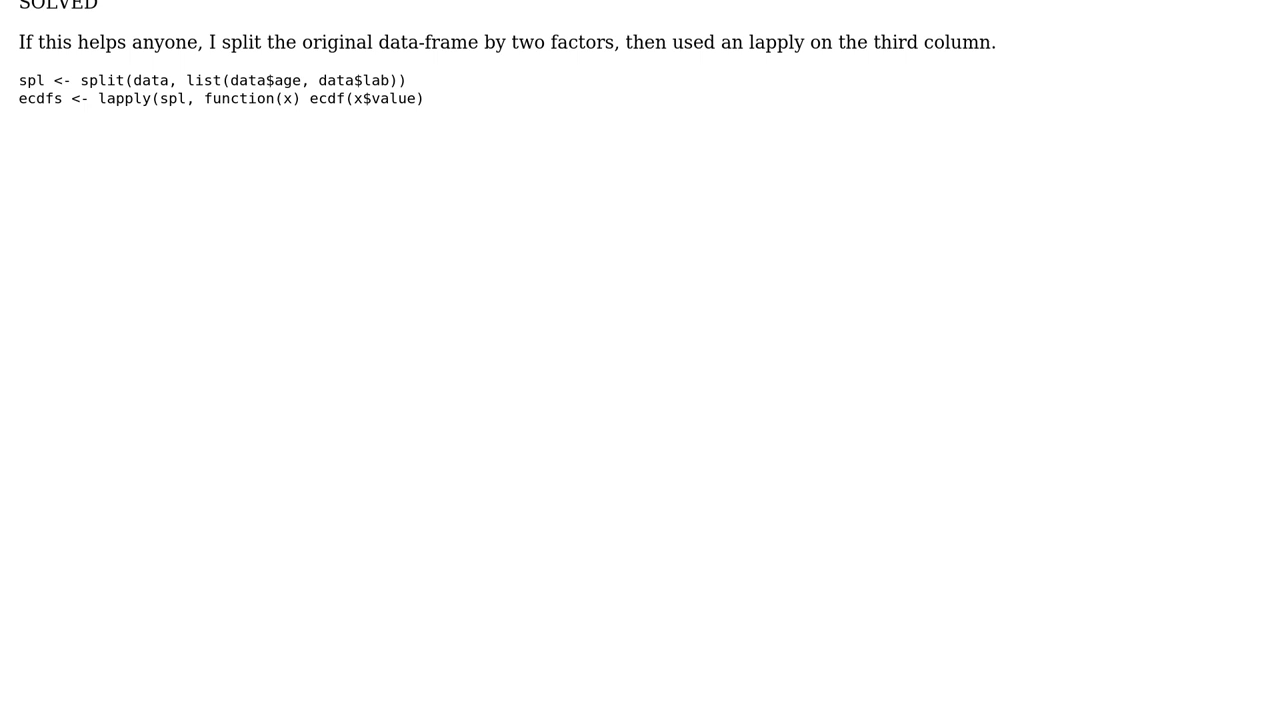 SOLVED
If this helps anyone, I split the original data-frame by two factors, then used an lapply on the third column.
spl <- split(data, list(data$age, data$lab))
ecdfs <- lapply(spl, function(x) ecdf(x$value)